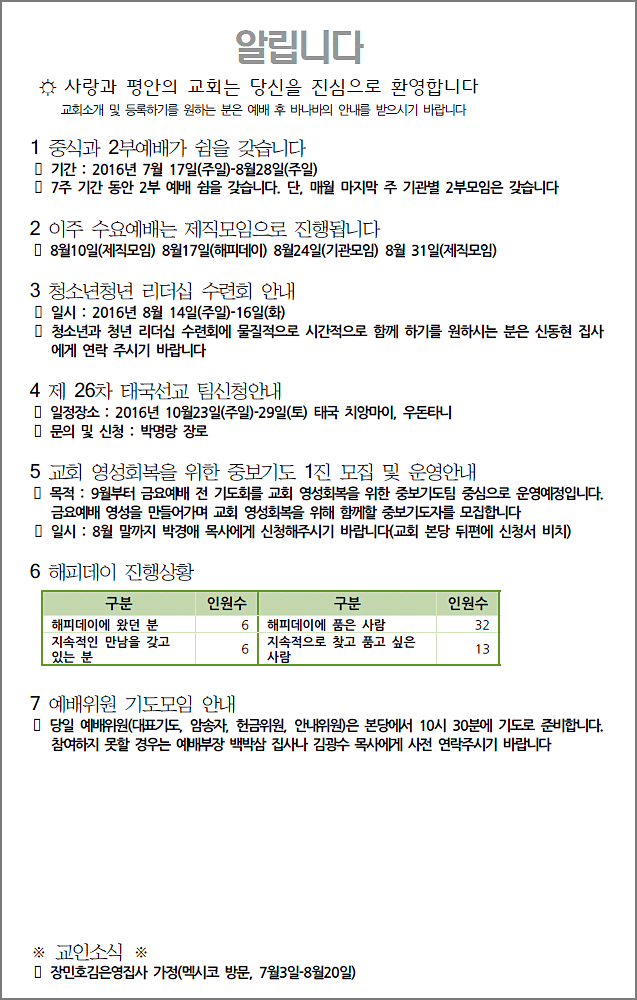 알립니다
☼ 사랑과 평안의 교회는 당신을 진심으로 환영합니다
교회소개 및 등록하기를 원하는 분은 예배 후 바나바의 안내를 받으시기 바랍니다
1 중식과 2부예배가 쉼을 갖습니다
▯ 기간 : 2016년 7월 17일(주일)-8월28일(주일)
▯ 7주 기간 동안 2부 예배 쉼을 갖습니다. 단, 매월 마지막 주 기관별 2부모임은 갖습니다
2 이주 수요예배는 제직모임으로 진행됩니다
▯ 8월10일(제직모임) 8월17일(해피데이) 8월24일(기관모임) 8월 31일(제직모임)
3 청소년청년 리더십 수련회 안내
▯ 일시 : 2016년 8월 14일(주일)-16일(화)
▯ 청소년과 청년 리더십 수련회에 물질적으로 시간적으로 함께 하기를 원하시는 분은 신동현 집사
에게 연락 주시기 바랍니다
4 제 26차 태국선교 팀신청안내
▯ 일정장소 : 2016년 10월23일(주일)-29일(토) 태국 치앙마이, 우돈타니
▯ 문의 및 신청 : 박명랑 장로
5 교회 영성회복을 위한 중보기도 1진 모집 및 운영안내
▯ 목적 : 9월부터 금요예배 전 기도회를 교회 영성회복을 위한 중보기도팀 중심으로 운영예정입니다.
금요예배 영성을 만들어가며 교회 영성회복을 위해 함께할 중보기도자를 모집합니다
▯ 일시 : 8월 말까지 박경애 목사에게 신청해주시기 바랍니다(교회 본당 뒤편에 신청서 비치)
6 해피데이 진행상황
구분 인원수 구분 인원수
해피데이에 왔던 분 6 해피데이에 품은 사람 32
지속적인 만남을 갖고 있는 분 6 지속적으로 찾고 품고 싶은 사람 13
7 예배위원 기도모임 안내
▯ 당일 예배위원(대표기도, 암송자, 헌금위원, 안내위원)은 본당에서 10시 30분에 기도로 준비합니다.
참여하지 못할 경우는 예배부장 백박삼 집사나 김광수 목사에게 사전 연락주시기 바랍니다
※ 교인소식 ※
▯ 장민호김은영집사 가정(멕시코 방문, 7월3일-8월20일)